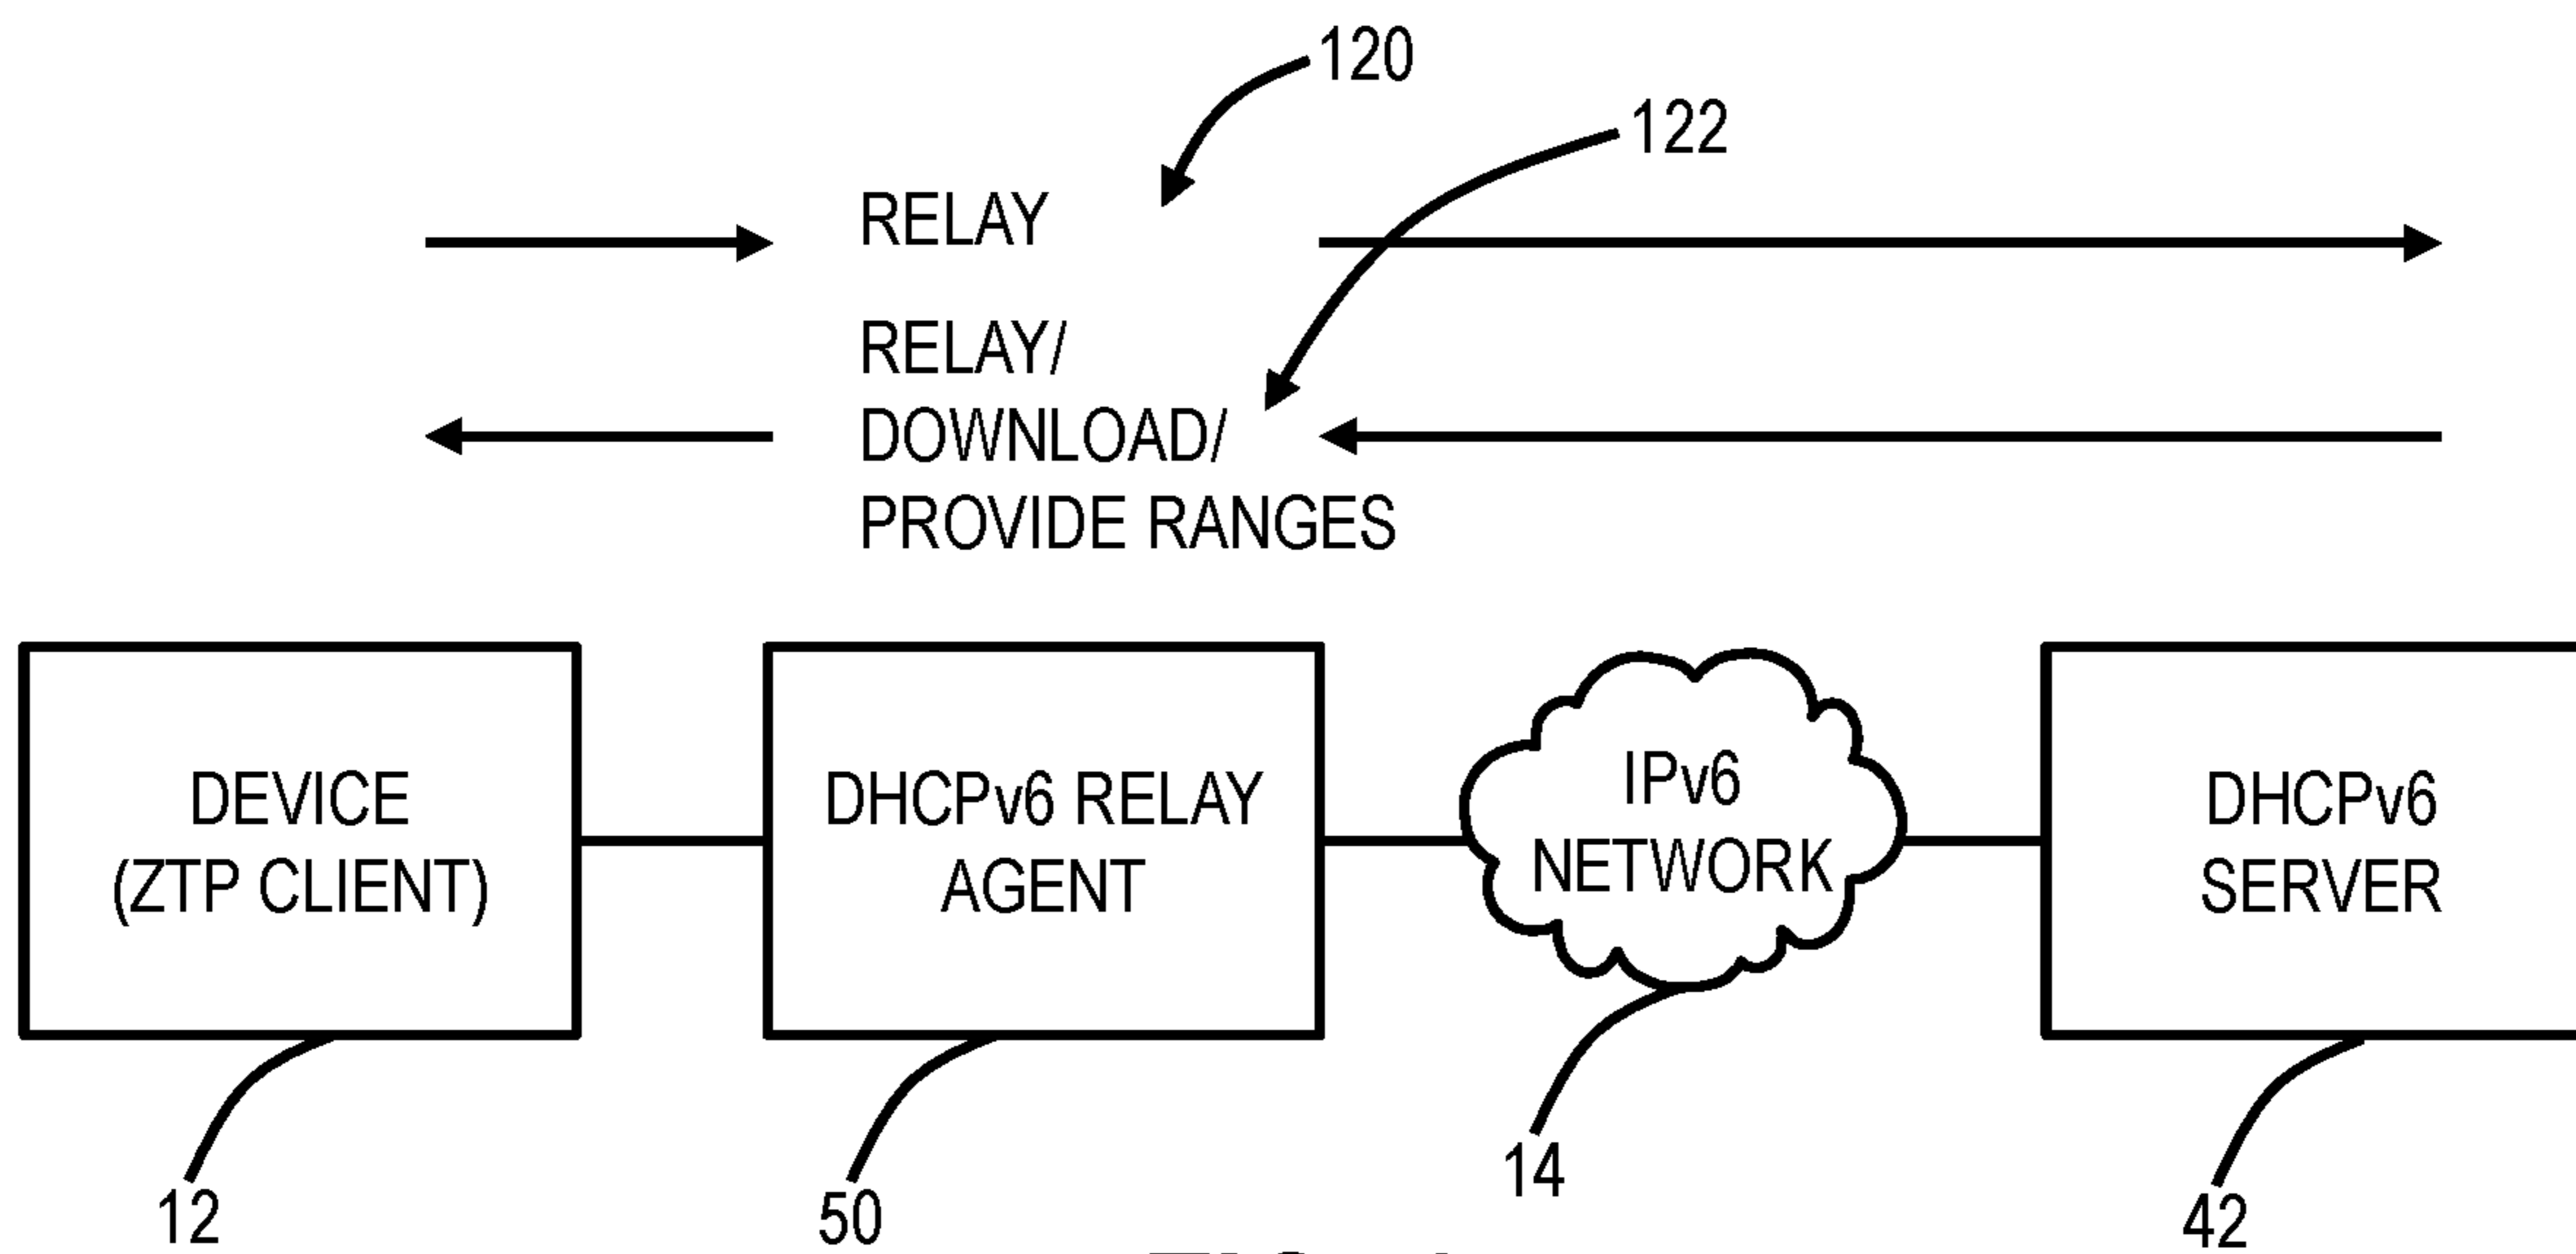 120
122
RELAY
RELAY/
DOWNLOAD/
PROVIDE RANGES
DEVICE
(ZTP CLIENT)
DHCPv6 RELAY
AGENT
IPv6
NETWORK
DHCPv6
SERVER
12
50
14
42